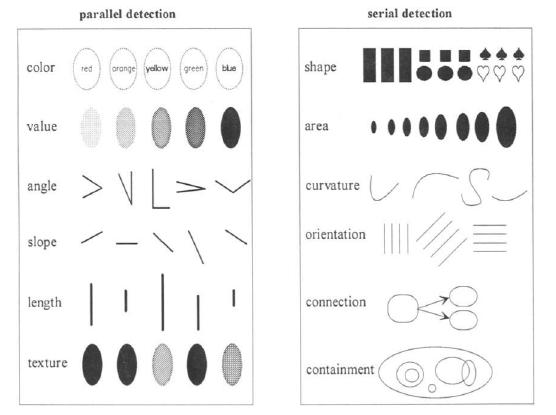 parallel detection
color
red orange yellow green blue
value
angle
slope
length
texture
serial detection
shape
area
curvature
orientation
connection
containment